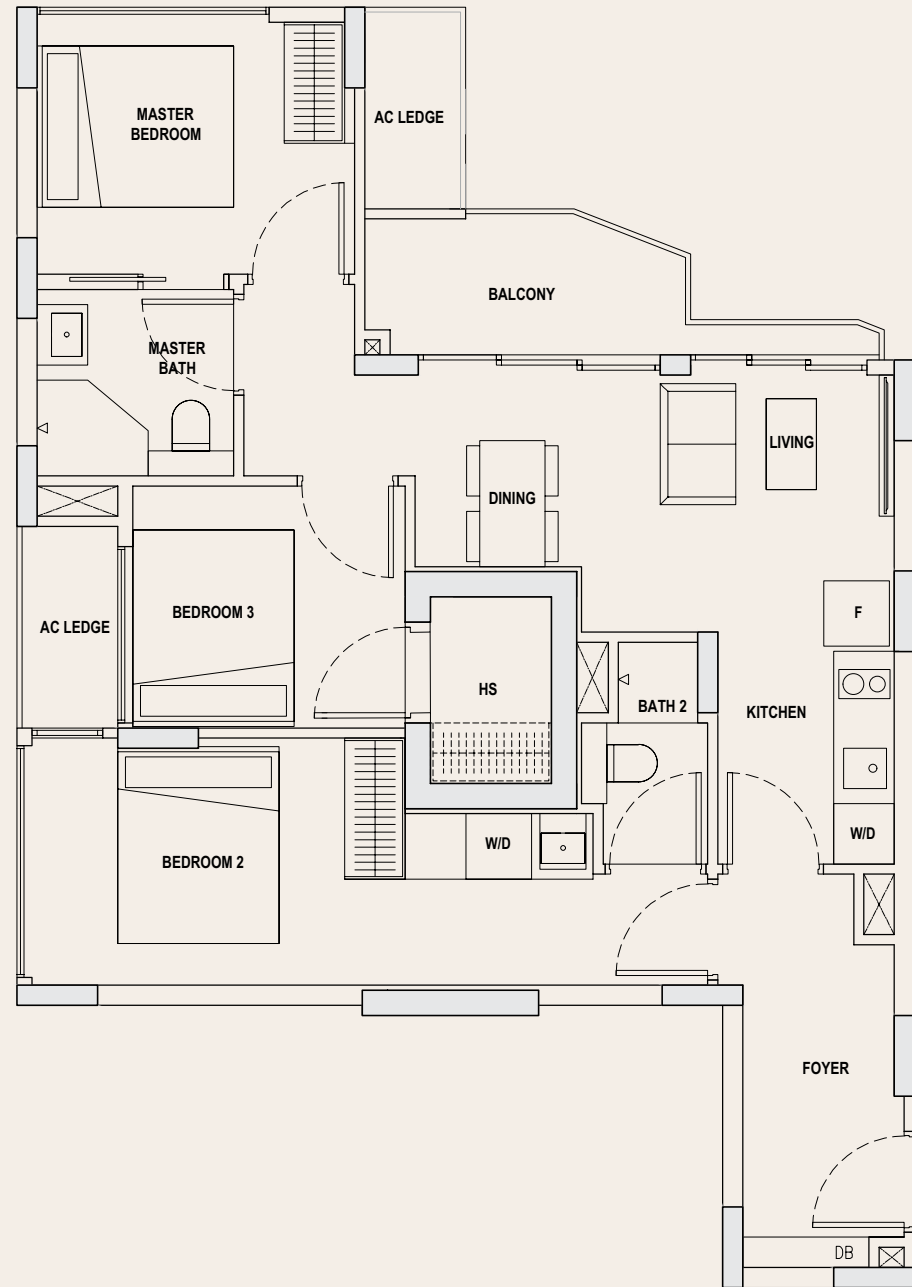 MASTER
BEDROOM
AC LEDGE
BALCONY
MASTER
BATH
LIVING
DINING
AC LEDGE
BEDROOM 3
F
HS
BATH 2
KITCHEN
W/D
W/D
BEDROOM 2
FOYER
DB